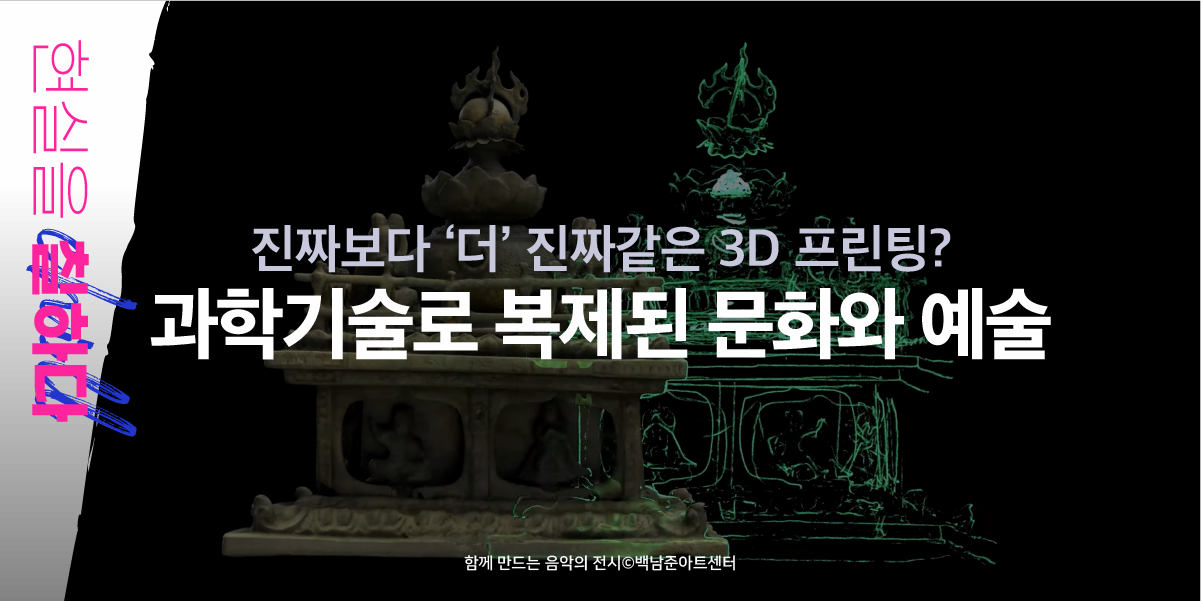 현실을 철하다
진짜보다 ‘더’ 진짜같은 3D 프린팅?
과학기술로 복제된 문화와 예술
함께 만드는 음악의 전시©백남준아트센터